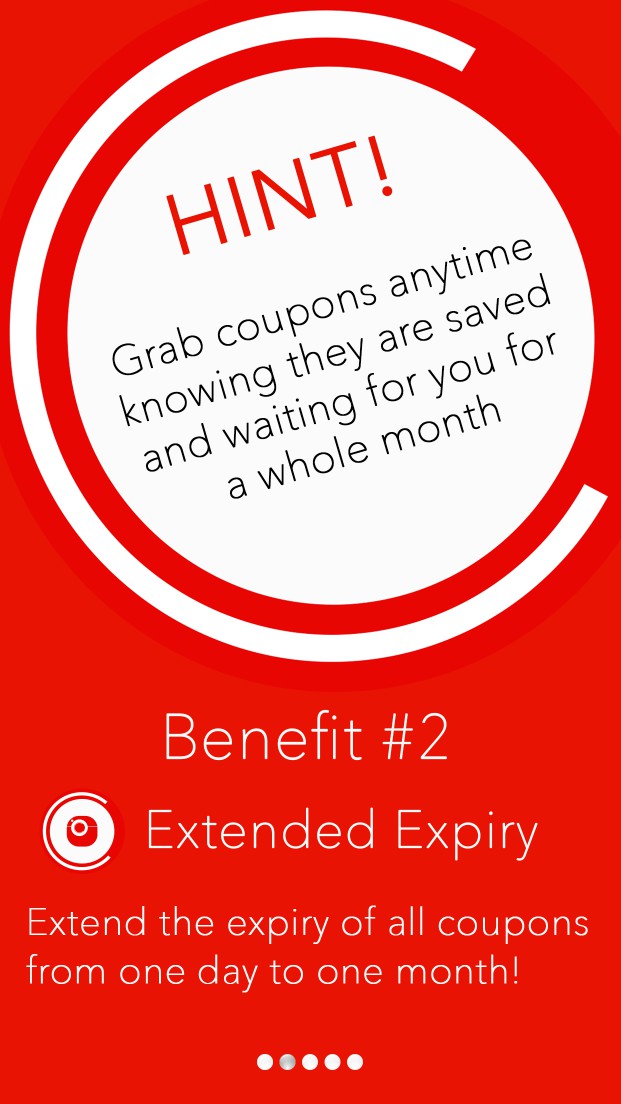 HINT!
Grab coupons anytime
knowing they are saved
and waiting for you for
a whole month
Benefit #2
Extended Expiry
Extend the expiry of all coupons
from one day to one month!